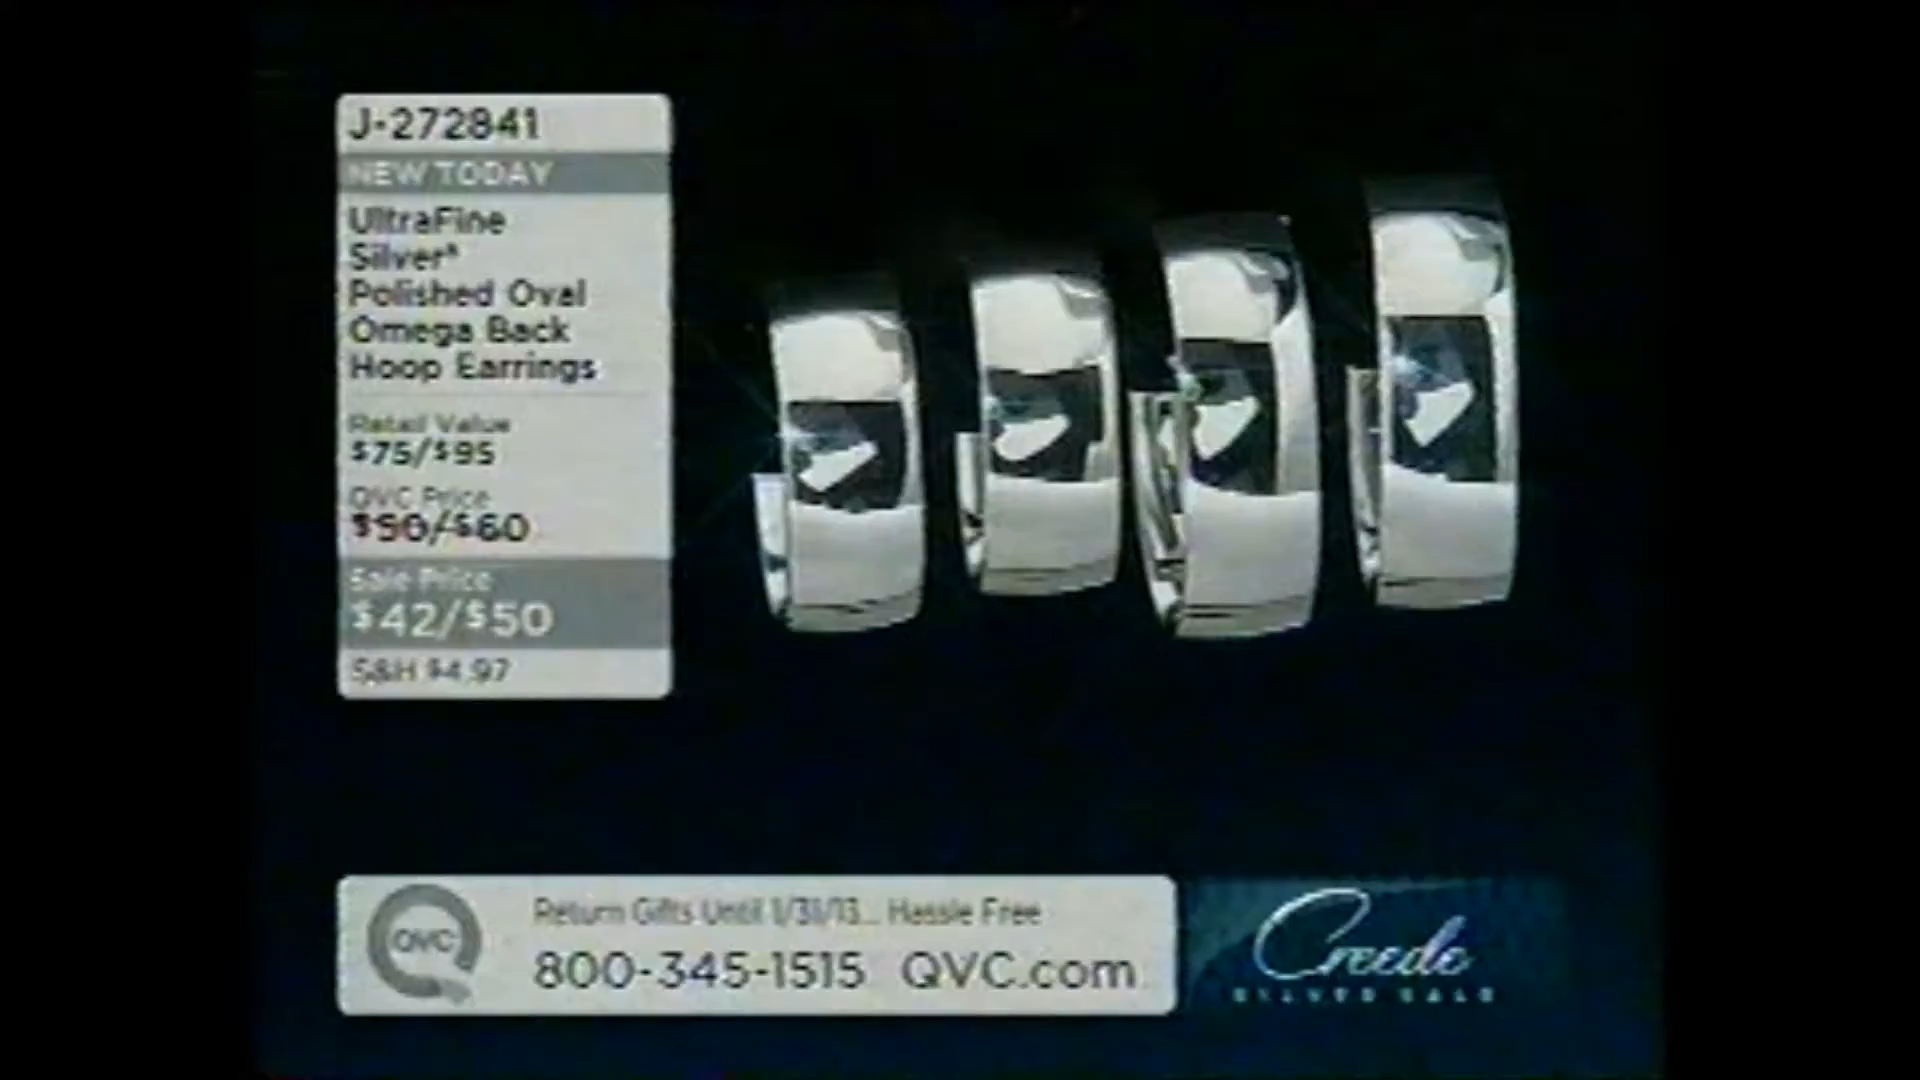 J-272841
NEW TODAY
UltraFine
Silver®
Polished Oval
Omega Back
Hoop Earrings
Retail Value
$75/$95
QVC Price
$50/$60
Sale Price
$42/$50
S&H $4.97
QVC
Return Gifts Until 1/31/13... Hassle Free
800-345-1515 QVC.com
Creede
SILVER SALE